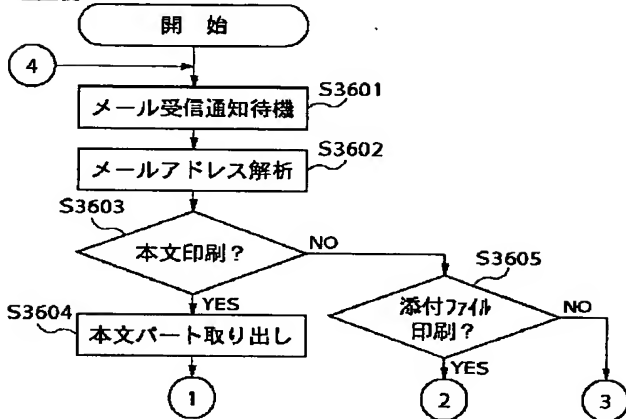 開始
4
メール受信通知待機
S3601
メールアドレス解析
S3602
S3603
本文印刷?
NO
YES
S3604
本文パート取り出し
1
S3605
添付ファイル
印刷?
NO
YES
2
3